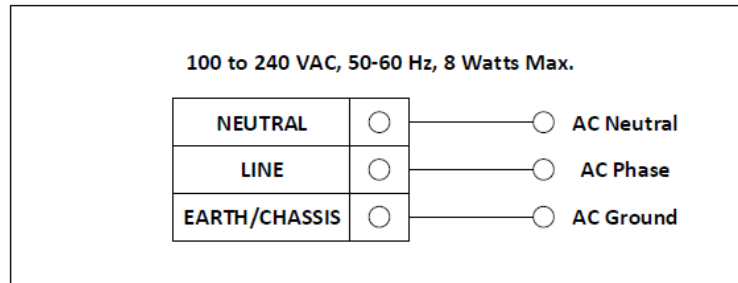 100 to 240 VAC, 50-60 Hz, 8 Watts Max.
NEUTRAL AC Neutral
LINE AC Phase
EARTH/CHASSIS AC Ground